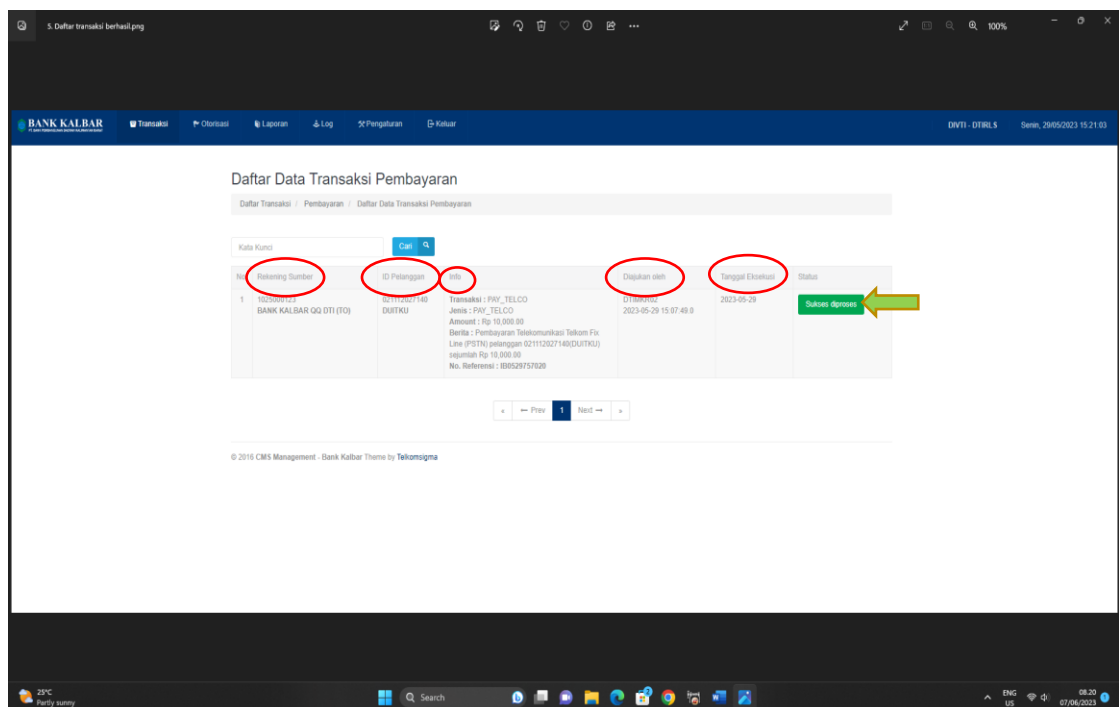 5. Daftar transaksi berhasil.png
100%
BANK KALBAR
Transaksi
Otorisasi
Laporan
Log
Pengaturan
Keluar
DIVTI - DTIRLS
Senin, 29/05/2023 15:21:03
Daftar Data Transaksi Pembayaran
Daftar Transaksi / Pembayaran / Daftar Data Transaksi Pembayaran
Kata Kunci
Cari
No Rekening Sumber ID Pelanggan Info Diajukan oleh Tanggal Eksekusi Status
1
1025000123
BANK KALBAR QQ DTI (TO)
021112027140
DUITKU
Transaksi : PAY_TELCO
Jenis : PAY_TELCO
Amount : Rp 10,000.00
Berita : Pembayaran Telekomunikasi Telkom Fix
Line (PSTN) pelanggan 021112027140(DUITKU)
sejumlah Rp 10,000.00
No. Referensi : IB0529757020
2023-05-29 15:07:49.0
2023-05-29
Sukses diproses
« ← Prev 1 Next → »
© 2016 CMS Management - Bank Kalbar Theme by Telkomsigma
25°C
Partly sunny
Search
ENG
US
08.20
07/06/2023